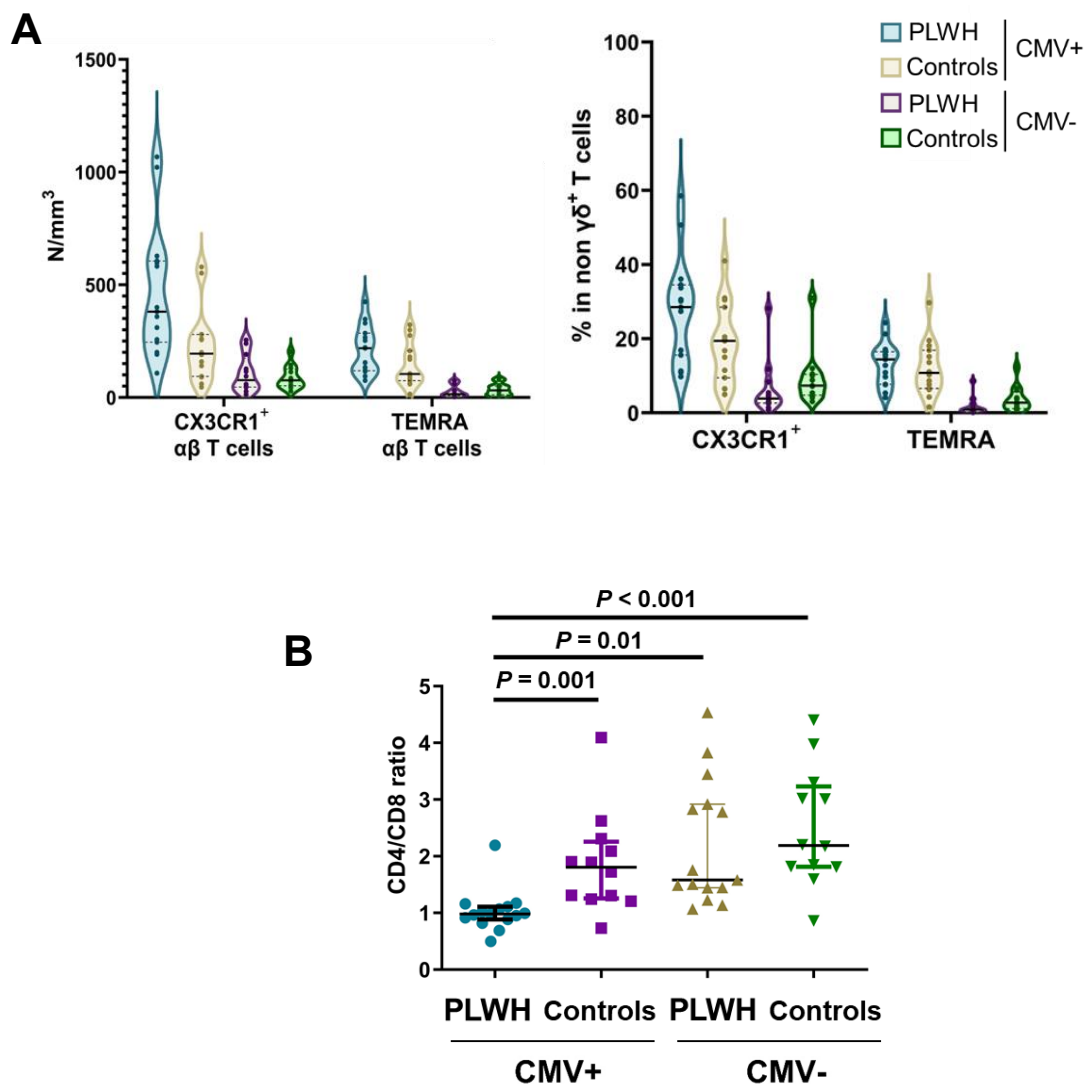 A
1500
1000
500
0
N/mm³
CX3CR1⁺
αβ T cells
TEMRA
αβ T cells
100
80
60
40
20
0
% in non γδ⁺ T cells
CX3CR1⁺
TEMRA
PLWH
Controls
CMV+
PLWH
Controls
CMV-
B
P < 0.001
P = 0.01
P = 0.001
5
4
3
2
1
0
CD4/CD8 ratio
PLWH Controls PLWH Controls
CMV+ CMV-